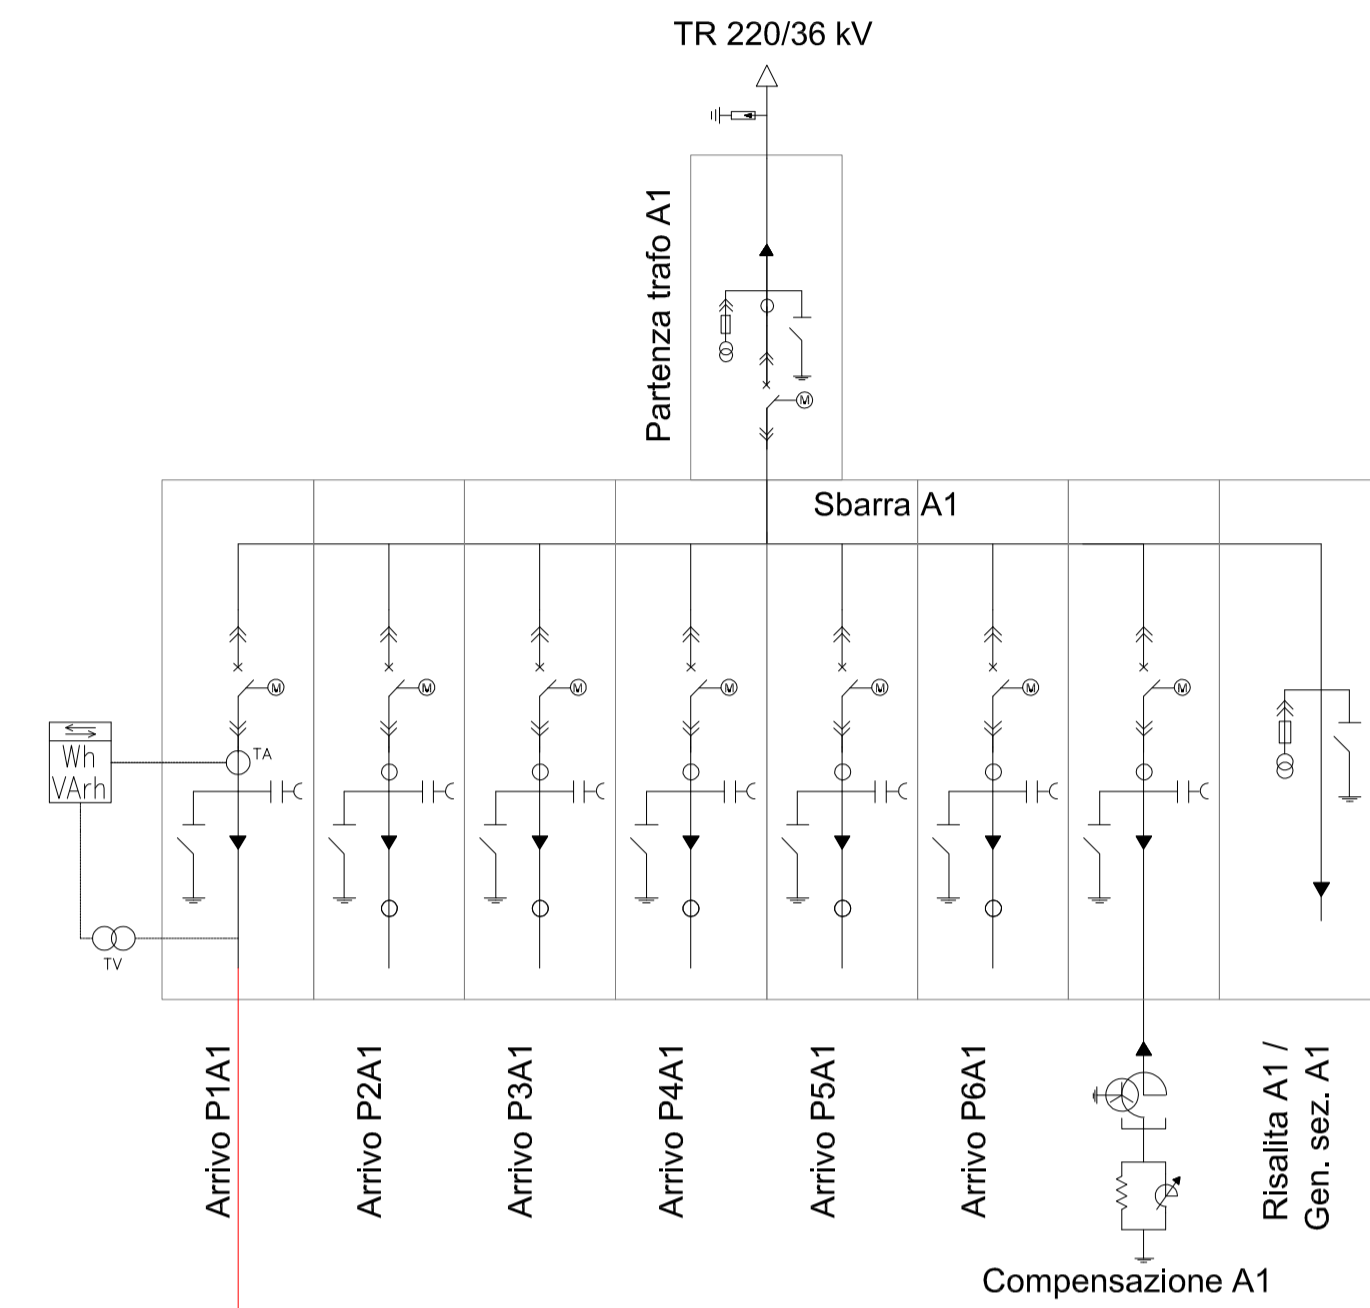 TR 220/36 kV
Partenza trafo A1
M
Sbarra A1
M
M
M
M
M
M
M
TA
Wh
VArh
TV
Arrivo P1A1
Arrivo P2A1
Arrivo P3A1
Arrivo P4A1
Arrivo P5A1
Arrivo P6A1
Risalita A1 /
Gen. sez. A1
Compensazione A1